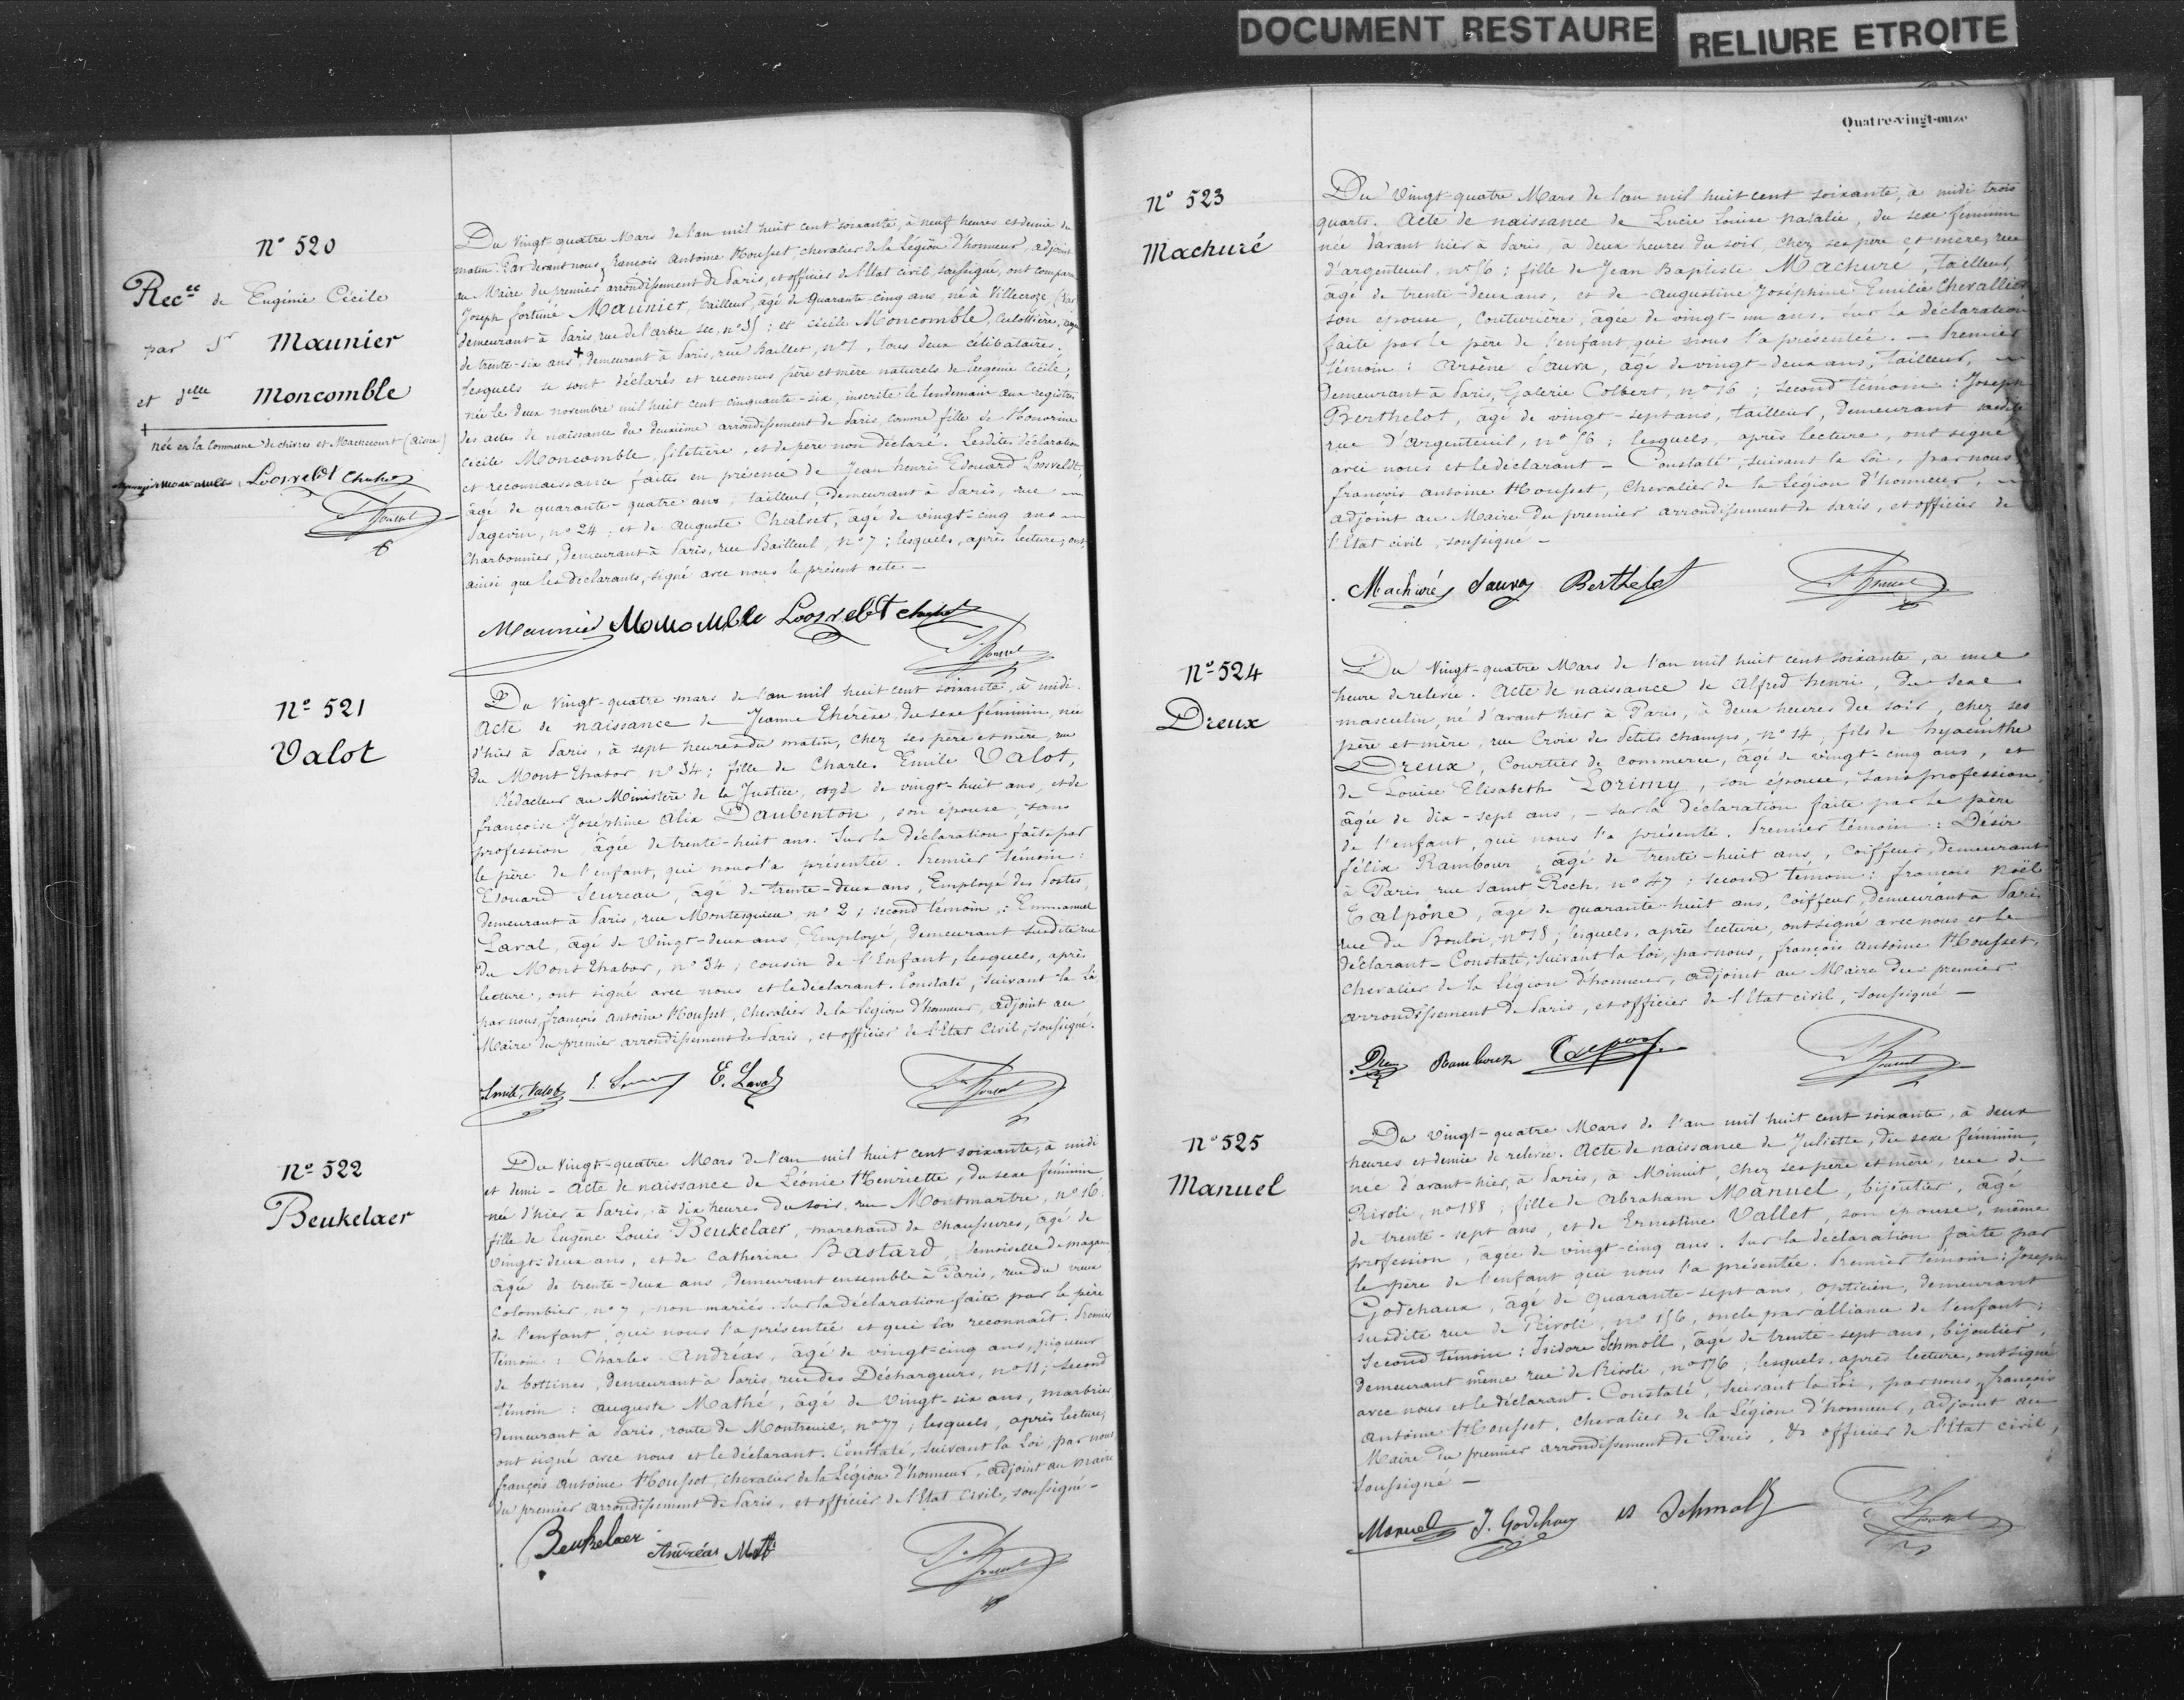 DOCUMENT RESTAURE
RELIURE ETROITE
N° 520
Rec.ce de Eugénie Cécile
par Sr Maunier
et Delle Moncomble
+ née en la Commune de chivres et Machecourt (Aisne)
Loosveldt
Du Vingt quatre Mars de l'an mil huit cent soixante, à neuf heures et demie du
matin. Par devant nous, françois Antoine Housset, chevalier de la Légion d'honneur, adjoint
au Maire du premier arrondissement de Paris, et officier de l'Etat civil, soussigné, ont comparu
Joseph fortuné Maunier, tailleur, âgé de Quarante cinq ans, né à Villecroze (Var)
demeurant à Paris, rue de l'arbre sec, n° 35 ; et Cécile Moncomble, Culottière, âgée
de trente-six ans + demeurant à Paris, rue Baillet, n° 1, tous deux célibataires.
Lesquels se sont déclarés et reconnus père et mère naturels de Eugénie Cécile,
née le deux novembre mil huit cent cinquante-six, inscrite le lendemain aux registres
des actes de naissance du deuxième arrondissement de Paris, comme fille de Honorine
Cécile Moncomble, giletière, et de père non déclaré. Lesdites déclaration
et reconnaissance faites en présence de Jean henri Edouard Loosveldt,
âgé de quarante-quatre ans, tailleur, demeurant à Paris, rue
Pagevin, n° 24 ; et de Auguste Chalvet, âgé de vingt-cinq ans
Charbonnier, demeurant à Paris, rue Bailleul, n° 7 ; lesquels, après lecture, ont,
ainsi que les déclarants, signé avec nous le présent acte —
Maunier Moncomble Loosveldt
N° 521
Valot
Du Vingt-quatre mars de l'an mil huit cent soixante, à midi.
Acte de naissance de Jeanne Thérèse, du sexe féminin, née
d'hier à Paris, à sept heures du matin, chez ses père et mère, rue
du Mont Thabor n° 34 ; fille de Charles Emile Valot,
Rédacteur au Ministère de la Justice, âgé de vingt-huit ans, et de
françoise Joséphine Alix Daubenton, son épouse, sans
profession, âgée de trente-huit ans. Sur la déclaration faite par
le père de l'enfant, qui nous l'a présentée. Premier témoin :
Edouard Seureau, âgé de trente-deux ans, Employé des Postes,
demeurant à Paris, rue Montesquieu n° 2 ; second témoin : Emmanuel
Laval, âgé de Vingt-deux ans, Employé, demeurant susdite rue
du Mont Thabor, n° 34 ; cousin de l'Enfant, lesquels, après
lecture, ont signé avec nous et le déclarant. Constaté, suivant la Loi
par nous françois Antoine Housset, Chevalier de la Légion d'honneur, adjoint au
Maire du premier arrondissement de Paris, et officier de l'Etat Civil, soussigné.
Emile Valot E. Laval
N° 522
Beukelaer
Du Vingt-quatre Mars de l'an mil huit cent soixante, à midi
et demi - Acte de naissance de Léonie Henriette, du sexe féminin
née d'hier à Paris, à dix heures du soir, rue Montmartre, n° 16.
fille de Eugène Louis Beukelaer, marchand de chaussures, âgé de
Vingt-deux ans, et de Catherine Bastard, demoiselle de magasin
âgée de trente-deux ans, demeurant ensemble à Paris, rue du vieux
Colombier, n° 7, non mariés. Sur la déclaration faite par le père
de l'enfant, qui nous l'a présentée et qui la reconnaît. Premier
témoin : Charles Andréas, âgé de vingt-cinq ans, piqueur
de bottines, demeurant à Paris, rue des Déchargeurs, n° 11 ; second
témoin : Auguste Mathé, âgé de Vingt-six ans, marbrier
demeurant à Paris, route de Montreuil, n° 77 ; lesquels, après lecture,
ont signé avec nous et le déclarant. Constaté, suivant la Loi, par nous
françois Antoine Housset, chevalier de la Légion d'honneur, adjoint au maire
du premier arrondissement de Paris, et officier de l'Etat Civil, soussigné -
Beukelaer Andréas
Quatre-vingt-onze
N° 523
Machuré
Du Vingt-quatre Mars de l'an mil huit cent soixante, à midi trois
quarts. Acte de naissance de Lucie Louise Natalie, du sexe féminin
née d'avant hier à Paris, à deux heures du soir, chez ses père et mère, rue
d'argenteuil, n° 56 ; fille de Jean Baptiste Machuré, tailleur,
âgé de trente-deux ans, et de Augustine Joséphine Emilie Chevallier
son épouse, Couturière, âgée de vingt-un ans. Sur la déclaration
faite par le père de l'enfant qui nous l'a présentée. — Premier
témoin : Arsène Sauva, âgé de vingt-deux ans, tailleur,
demeurant à Paris, Galerie Colbert, n° 16 ; second témoin : Joseph
Berthelot, âgé de vingt-sept ans, tailleur, demeurant susdite
rue d'argenteuil, n° 56 ; lesquels, après lecture, ont signé
avec nous et le déclarant - Constaté, suivant la Loi, par nous,
françois Antoine Housset, Chevalier de la Légion d'honneur,
adjoint au Maire du premier arrondissement de Paris, et officier de
l'Etat civil, soussigné -
Machuré Sauva Berthelot
N° 524
Dreux
Du Vingt-quatre Mars de l'an mil huit cent soixante, à une
heure de relevée. Acte de naissance de Alfred henri, du sexe
masculin, né d'avant hier à Paris, à deux heures du soir, chez ses
père et mère, rue Croix des Petits champs, n° 14, fils de hyacinthe
Dreux, Courtier de commerce, âgé de vingt-cinq ans, et
de Louise Elisabeth Lorimy, son épouse, sans profession,
âgée de dix-sept ans, - sur la déclaration faite par le père
de l'enfant, qui nous l'a présenté. Premier témoin : Désir
félix Rambour, âgé de trente-huit ans, coiffeur, demeurant
à Paris rue Saint Roch, n° 47 ; second témoin : françois Noël
Calpône, âgé de quarante-huit ans, coiffeur, demeurant à Paris,
rue du Bouloi, n° 18, lesquels, après lecture, ont signé avec nous et le
déclarant - Constaté, suivant la loi, par nous, françois Antoine Housset,
Chevalier de la Légion d'honneur, adjoint au Maire du premier
arrondissement de Paris, et officier de l'Etat civil, soussigné —
Rambour
N° 525
Manuel
Du vingt-quatre Mars de l'an mil huit cent soixante, à deux
heures et demie de relevée. Acte de naissance de Juliette, du sexe féminin,
née d'avant-hier, à Paris, à Minuit, chez ses père et mère, rue de
Rivoli, n° 188 ; fille de Abraham Manuel, bijoutier, âgé
de trente-sept ans, et de Ernestine Vallet, son épouse, même
profession, âgée de vingt-cinq ans. Sur la déclaration faite par
le père de l'enfant qui nous l'a présentée. Premier témoin : Joseph
Godchaux, âgé de quarante-sept ans, opticien, demeurant
susdite rue de Rivoli, n° 156, oncle par alliance de l'enfant ;
Second témoin : Isidore Schmoll, âgé de trente-sept ans, bijoutier,
demeurant même rue de Rivoli, n° 176 ; lesquels, après lecture, ont signé
avec nous et le déclarant. Constaté, suivant la Loi, par nous, françois
Antoine Housset, chevalier de la Légion d'honneur, adjoint au
Maire du premier arrondissement de Paris, & officier de l'Etat civil,
soussigné —
Manuel J. Godchaux is Schmoll